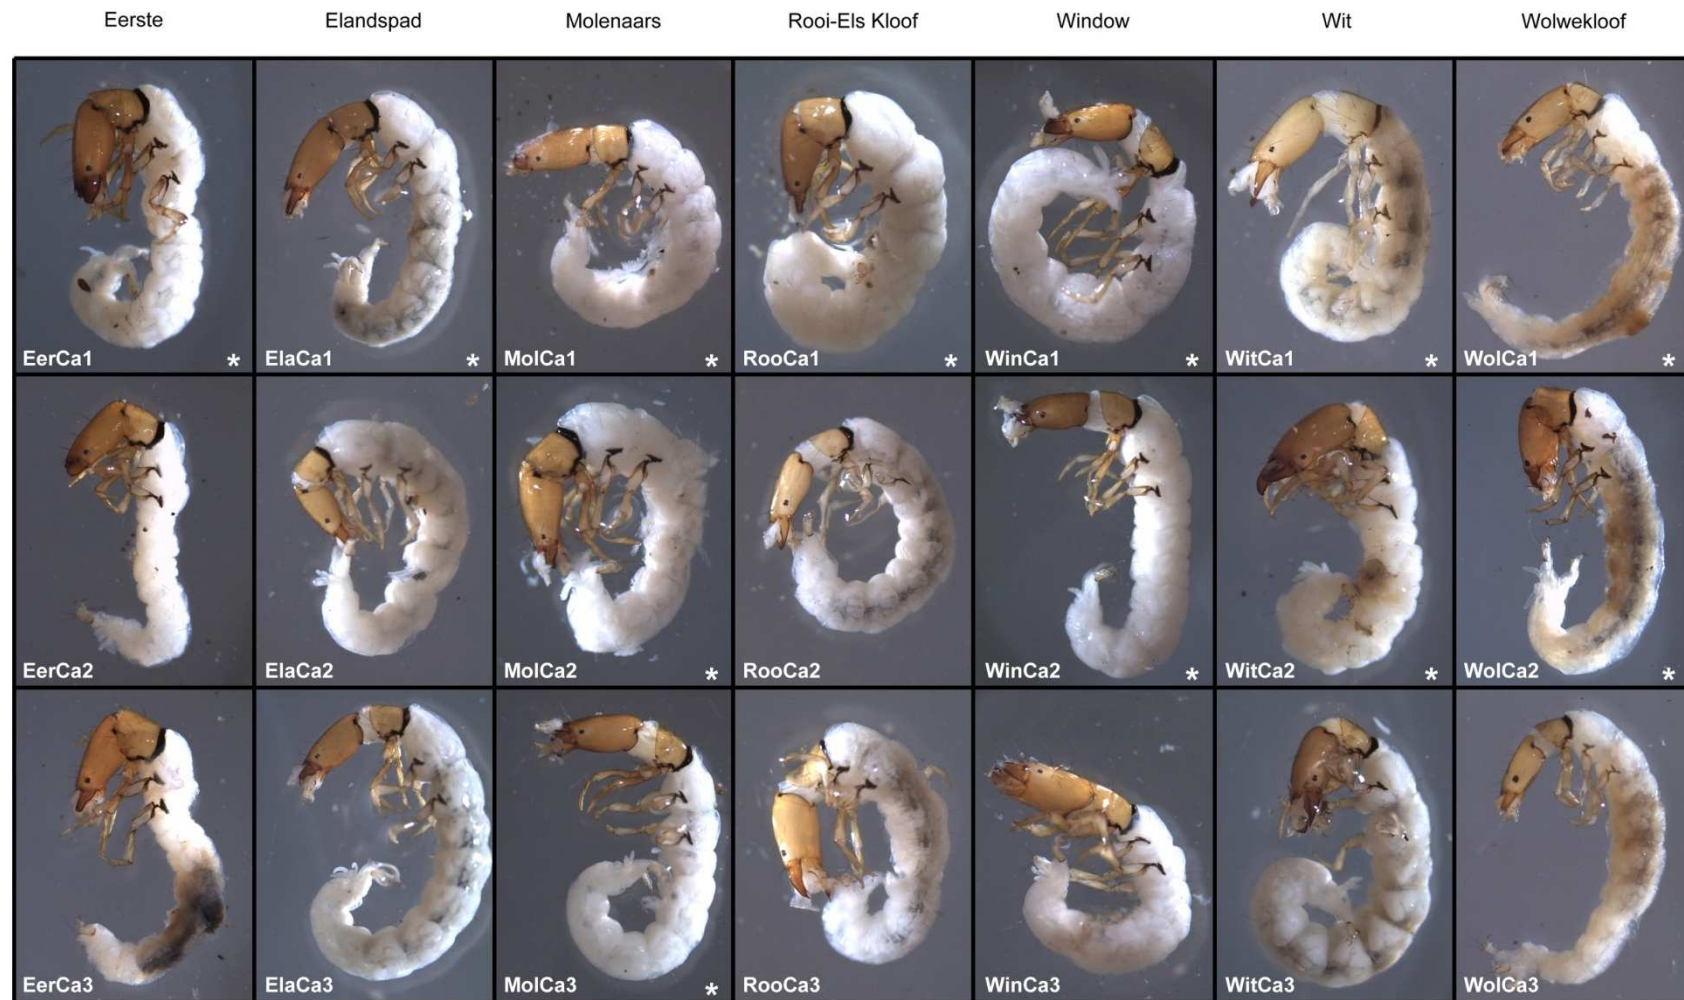 Eerste Elandspad Molenaars Rooi-Els Kloof Window Wit Wolwekloof
EerCa1 * ElaCa1 * MolCa1 * RooCa1 * WinCa1 * WitCa1 * WolCa1 *
EerCa2 ElaCa2 MolCa2 * RooCa2 WinCa2 * WitCa2 * WolCa2 *
EerCa3 ElaCa3 MolCa3 * RooCa3 WinCa3 WitCa3 WolCa3